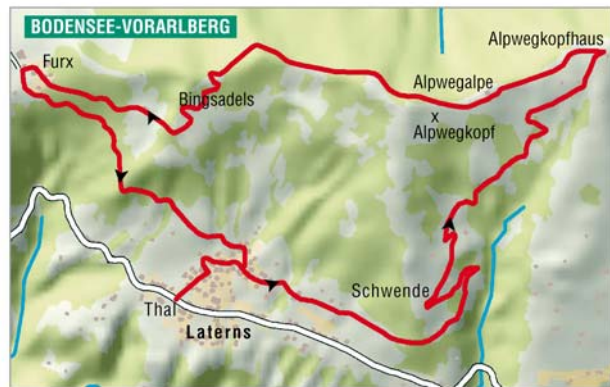 BODENSEE-VORARLBERG
Alpwegkopfhaus
Furx
Alpwegalpe
Bingsadels
x
Alpwegkopf
Schwende
Thal
Laterns